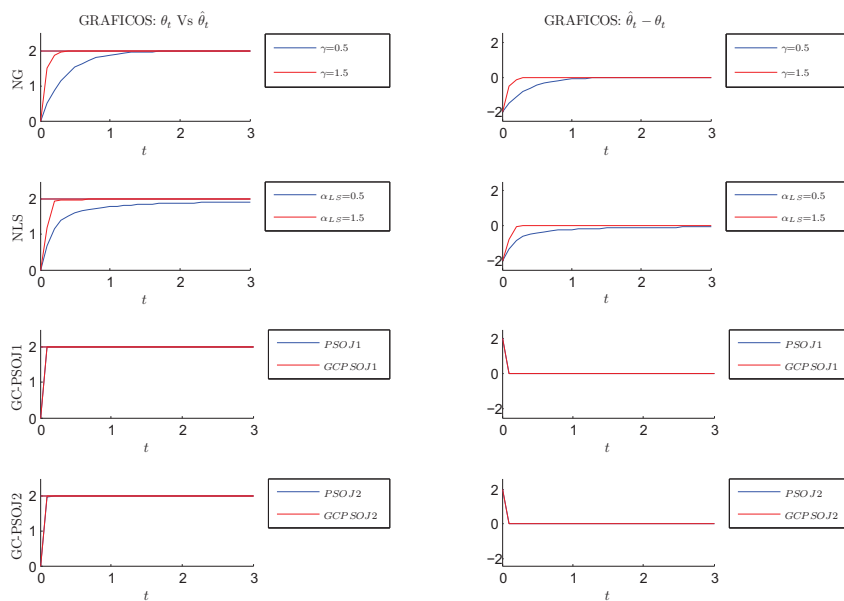 GRAFICOS: θ_t Vs θ̂_t
NG
2
1
0
0 1 2 3
t
γ=0.5
γ=1.5
GRAFICOS: θ̂_t − θ_t
2
0
−2
0 1 2 3
t
γ=0.5
γ=1.5
NLS
2
1
0
0 1 2 3
t
α_LS=0.5
α_LS=1.5
2
0
−2
0 1 2 3
t
α_LS=0.5
α_LS=1.5
GC-PSOJ1
2
1
0
0 1 2 3
t
PSOJ1
GCPSOJ1
2
0
−2
0 1 2 3
t
PSOJ1
GCPSOJ1
GC-PSOJ2
2
1
0
0 1 2 3
t
PSOJ2
GCPSOJ2
2
0
−2
0 1 2 3
t
PSOJ2
GCPSOJ2